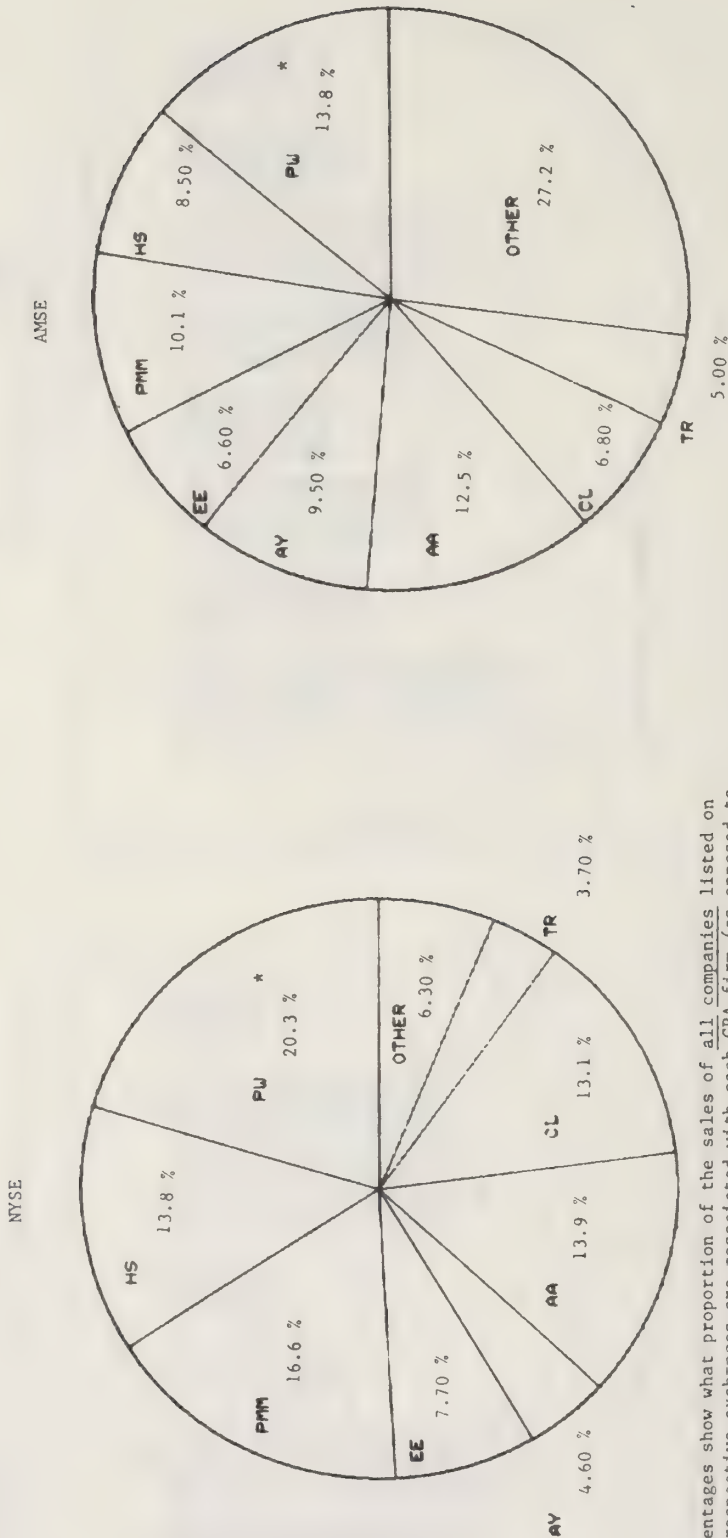 NYSE
HS
13.8 %
PW
*
20.3 %
PMM
16.6 %
OTHER
6.30 %
EE
7.70 %
TR
3.70 %
CL
13.1 %
AA
13.9 %
AY
4.60 %
AMSE
HS
8.50 %
PMM
10.1 %
PW
*
13.8 %
EE
6.60 %
AY
9.50 %
OTHER
27.2 %
AA
12.5 %
CL
6.80 %
TR
5.00 %
entages show what proportion of the sales of all companies listed on